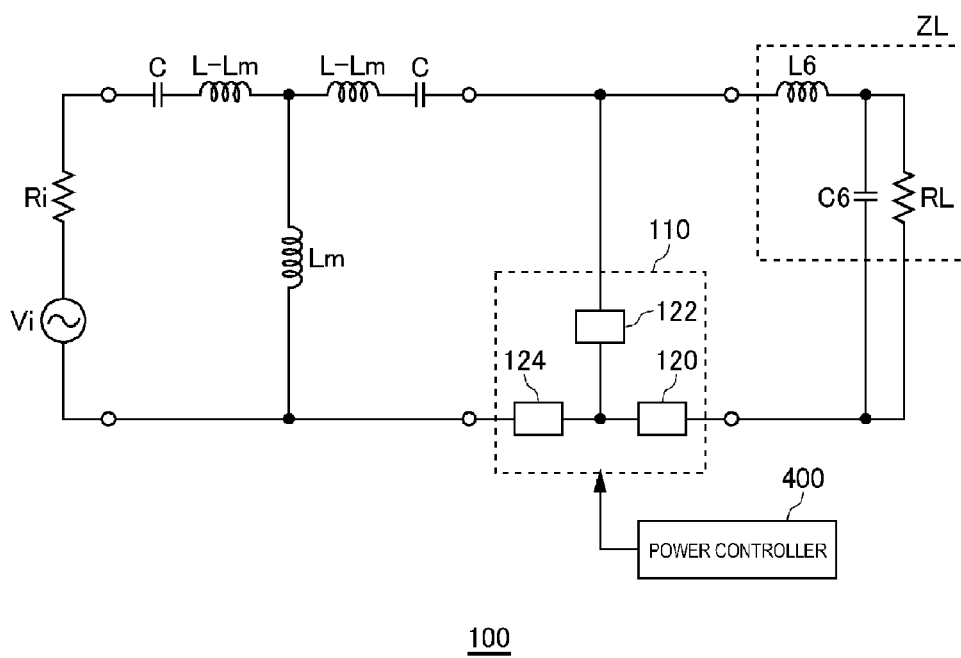 ZL
C
L-Lm
L-Lm
C
L6
Ri
C6
RL
110
Lm
Vi
122
124
120
400
POWER CONTROLLER
100